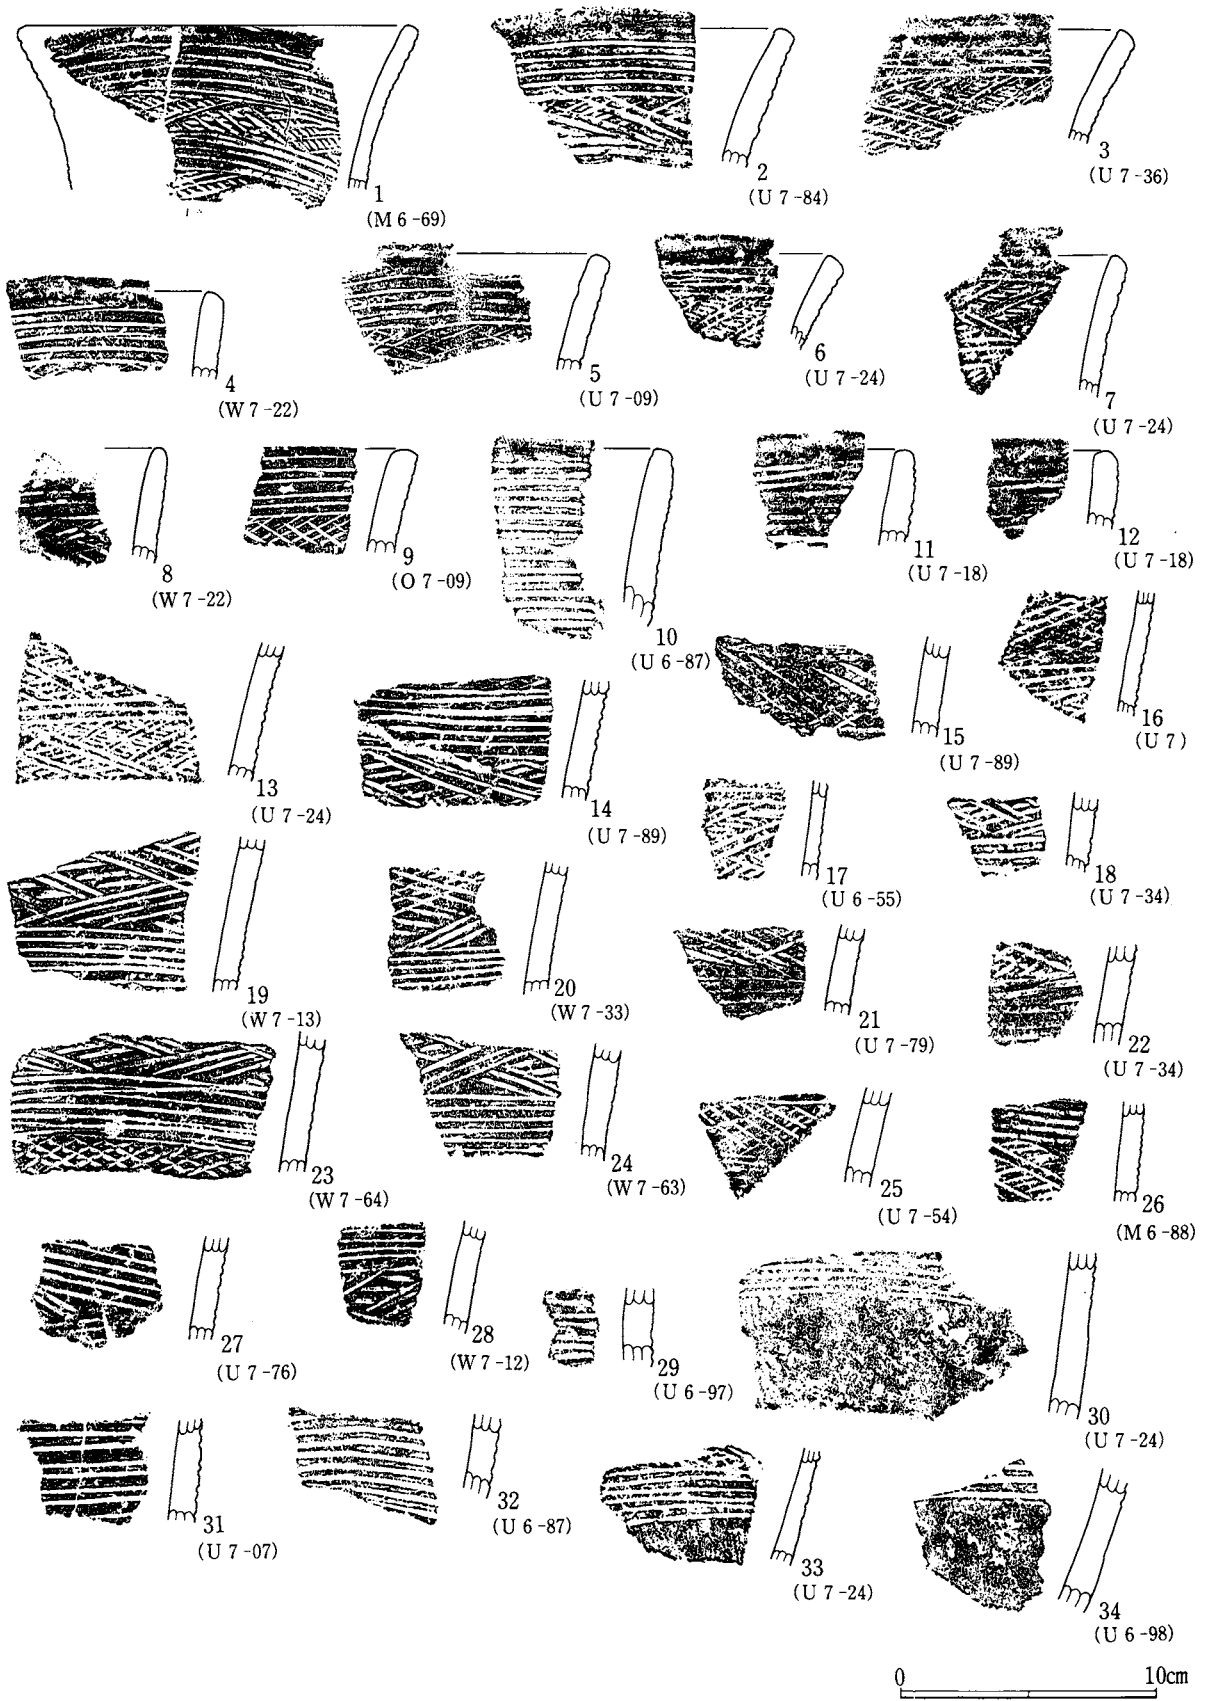 1
(M 6-69)
2
(U 7-84)
3
(U 7-36)
4
(W 7-22)
5
(U 7-09)
6
(U 7-24)
7
(U 7-24)
8
(W 7-22)
9
(O 7-09)
10
(U 6-87)
11
(U 7-18)
12
(U 7-18)
13
(U 7-24)
14
(U 7-89)
15
(U 7-89)
16
(U 7)
17
(U 6-55)
18
(U 7-34)
19
(W 7-13)
20
(W 7-33)
21
(U 7-79)
22
(U 7-34)
23
(W 7-64)
24
(W 7-63)
25
(U 7-54)
26
(M 6-88)
27
(U 7-76)
28
(W 7-12)
29
(U 6-97)
30
(U 7-24)
31
(U 7-07)
32
(U 6-87)
33
(U 7-24)
34
(U 6-98)
0 10cm